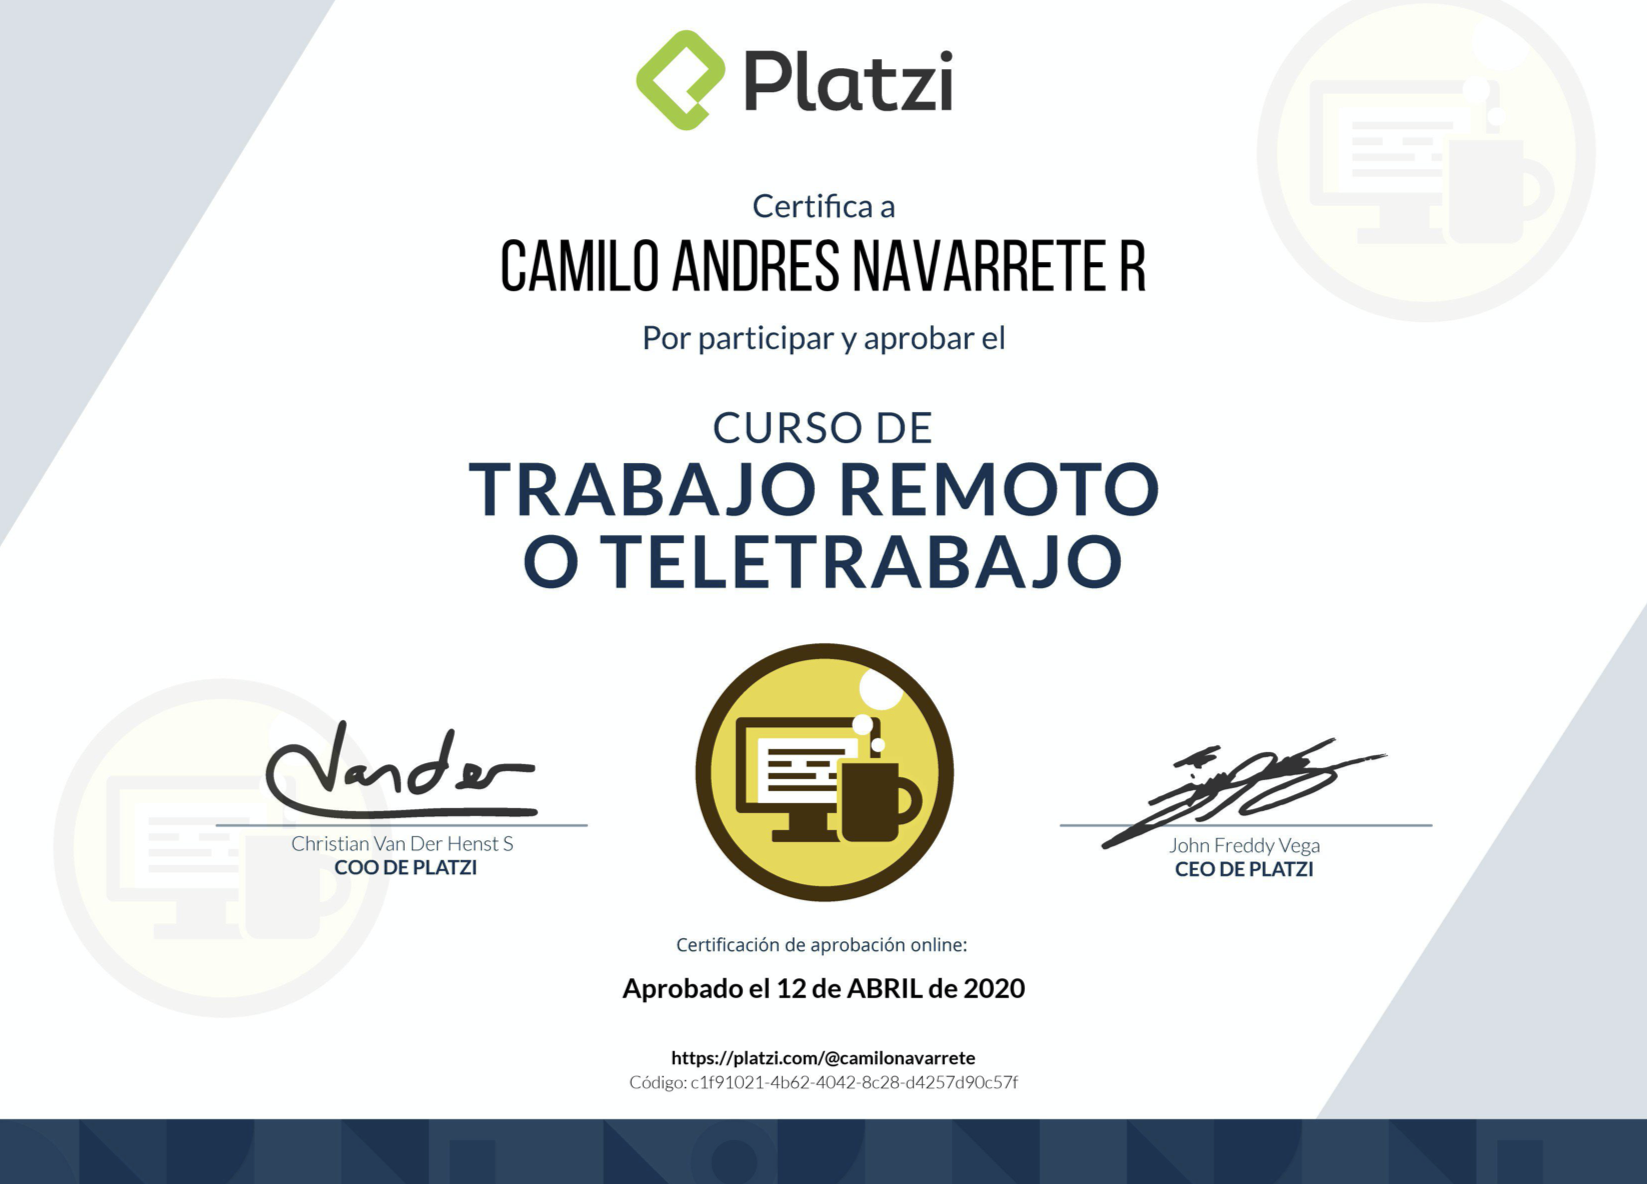 Platzi
Certifica a
CAMILO ANDRES NAVARRETE R
Por participar y aprobar el
CURSO DE
TRABAJO REMOTO
O TELETRABAJO
Vander
Christian Van Der Henst S
COO DE PLATZI
John Freddy Vega
CEO DE PLATZI
Certificación de aprobación online:
Aprobado el 12 de ABRIL de 2020
https://platzi.com/@camilonavarrete
Código: c1f91021-4b62-4042-8c28-d4257d90c57f